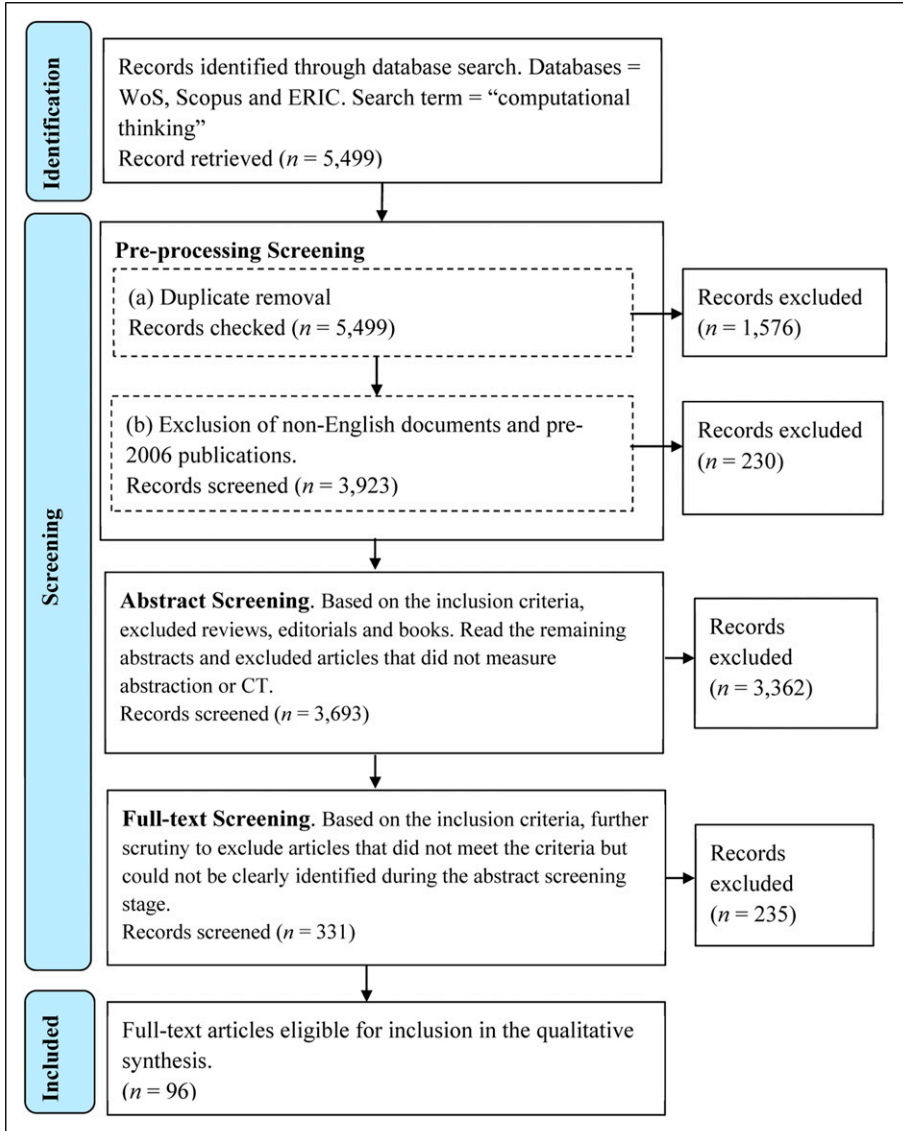 Identification
Records identified through database search. Databases =
WoS, Scopus and ERIC. Search term = “computational
thinking”
Record retrieved (n = 5,499)
Screening
Pre-processing Screening
(a) Duplicate removal
Records checked (n = 5,499)
Records excluded
(n = 1,576)
(b) Exclusion of non-English documents and pre-
2006 publications.
Records screened (n = 3,923)
Records excluded
(n = 230)
Abstract Screening. Based on the inclusion criteria,
excluded reviews, editorials and books. Read the remaining
abstracts and excluded articles that did not measure
abstraction or CT.
Records screened (n = 3,693)
Records
excluded
(n = 3,362)
Full-text Screening. Based on the inclusion criteria, further
scrutiny to exclude articles that did not meet the criteria but
could not be clearly identified during the abstract screening
stage.
Records screened (n = 331)
Records
excluded
(n = 235)
Included
Full-text articles eligible for inclusion in the qualitative
synthesis.
(n = 96)